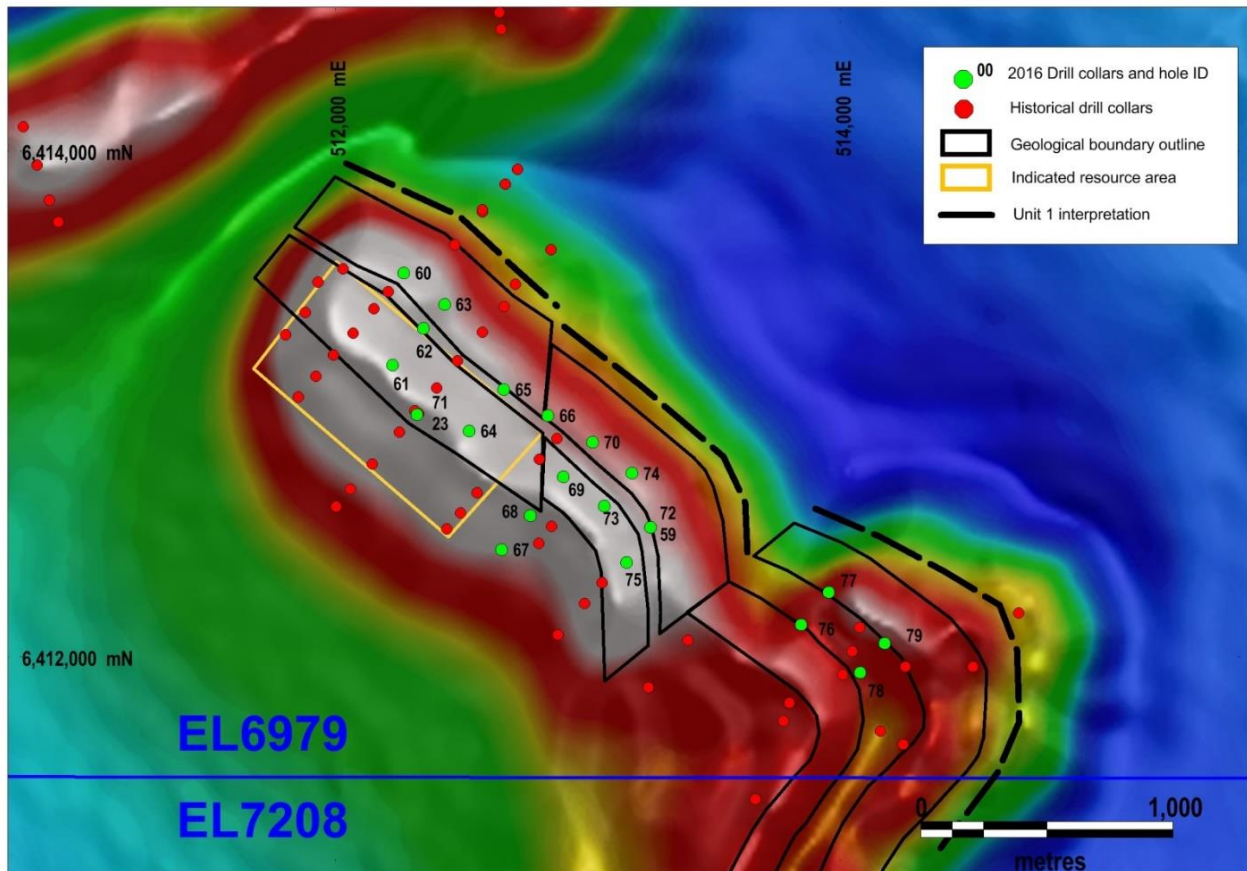 00
2016 Drill collars and hole ID
Historical drill collars
Geological boundary outline
Indicated resource area
Unit 1 interpretation
512,000 mE
514,000 mE
6,414,000 mN
60
63
62
61
65
71
23
64
66
70
74
69
68
73
72
59
67
75
77
76
79
78
6,412,000 mN
EL6979
EL7208
0
1,000
metres